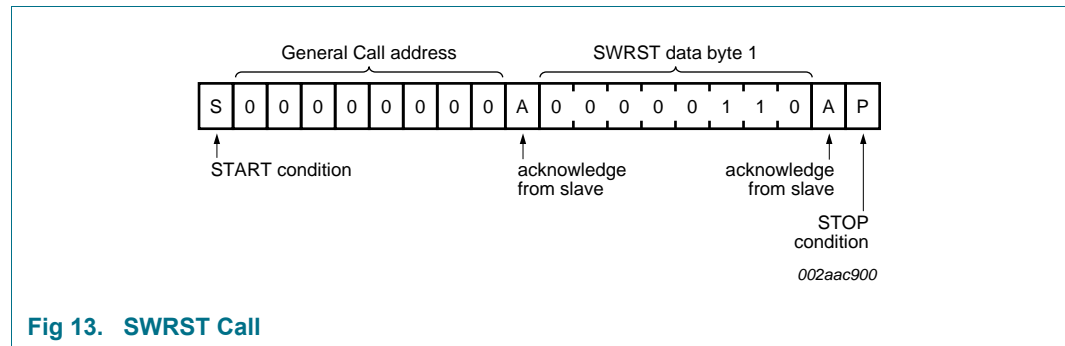 General Call address SWRST data byte 1
S 0 0 0 0 0 0 0 0 A 0 0 0 0 0 1 1 0 A P
START condition acknowledge acknowledge
from slave from slave
STOP
condition
002aac900
Fig 13. SWRST Call